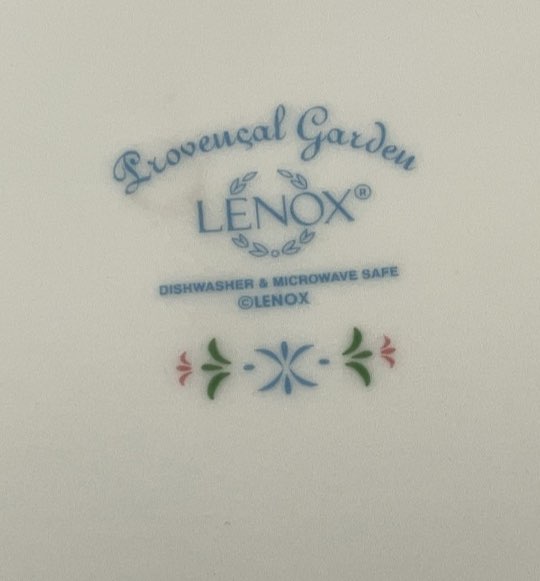 Provençal Garden
LENOX®
DISHWASHER & MICROWAVE SAFE
©LENOX